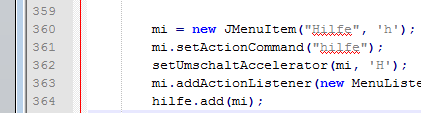 359
360 mi = new JMenuItem("Hilfe", 'h');
361 mi.setActionCommand("hilfe");
362 setUmschaltAccelerator(mi, 'H');
363 mi.addActionListener(new MenuListe
364 hilfe.add(mi);